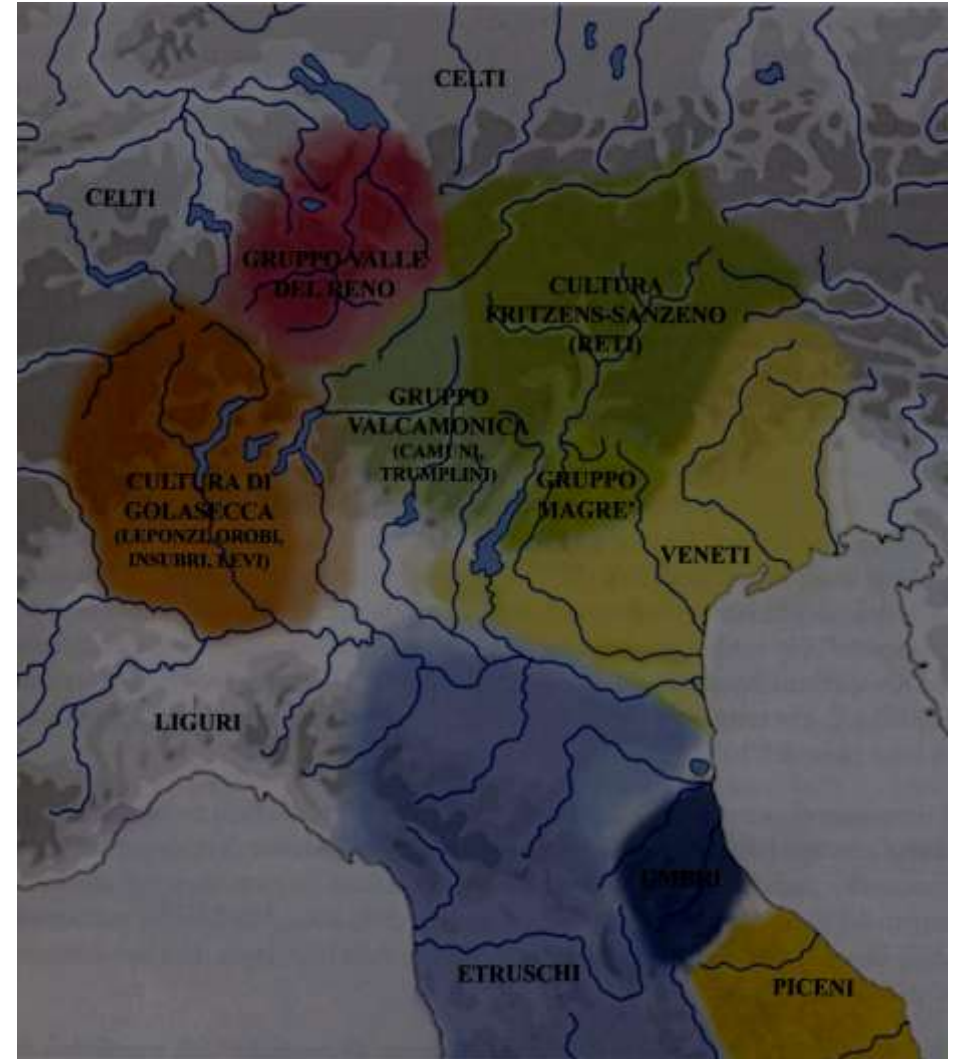 CELTI
CELTI
GRUPPO VALLE
DEL RENO
CULTURA
FRITZENS-SANZENO
(RETI)
GRUPPO
VALCAMONICA
(CAMUNI,
TRUMPLINI)
CULTURA DI
GOLASECCA
(LEPONZI, OROBI,
INSUBRI, LEVI)
GRUPPO
MAGRE'
VENETI
LIGURI
UMBRI
ETRUSCHI
PICENI